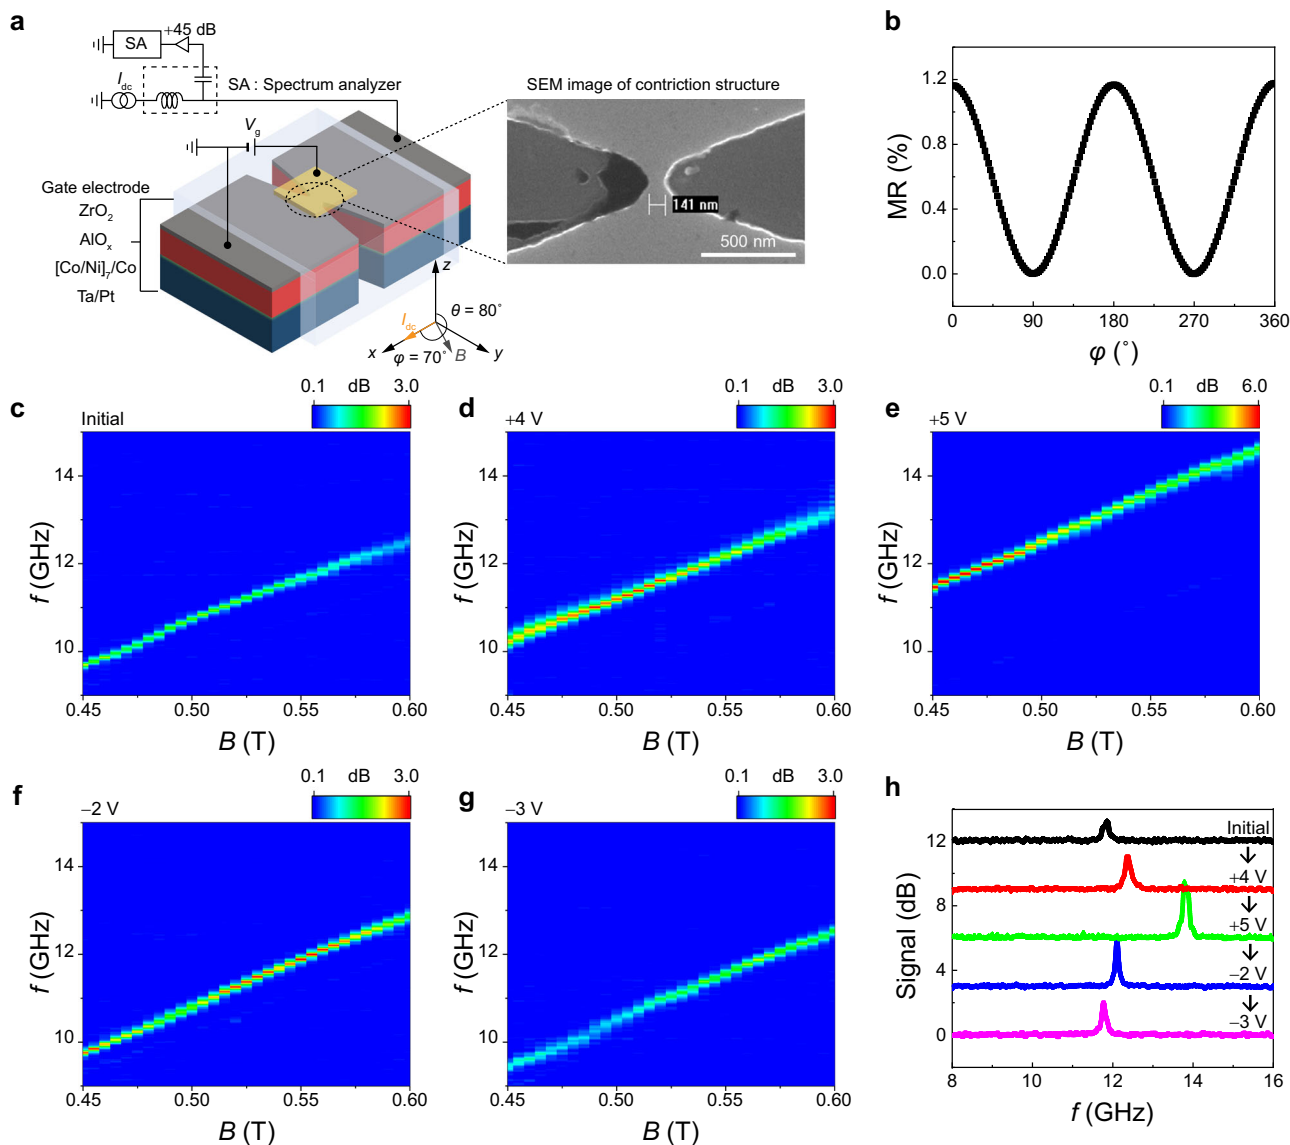 a
+45 dB
SA
SA : Spectrum analyzer
I_dc
V_g
Gate electrode
ZrO₂
AlOₓ
[Co/Ni]₇/Co
Ta/Pt
SEM image of contriction structure
141 nm
500 nm
z
θ = 80°
I_dc
x
φ = 70°
B
y
b
MR (%)
1.2
0.8
0.4
0.0
0 90 180 270 360
φ (°)
c
Initial
0.1 dB 3.0
f (GHz)
14
12
10
0.45 0.50 0.55 0.60
B (T)
d
+4 V
0.1 dB 3.0
f (GHz)
14
12
10
0.45 0.50 0.55 0.60
B (T)
e
+5 V
0.1 dB 6.0
f (GHz)
14
12
10
0.45 0.50 0.55 0.60
B (T)
f
−2 V
0.1 dB 3.0
f (GHz)
14
12
10
0.45 0.50 0.55 0.60
B (T)
g
−3 V
0.1 dB 3.0
f (GHz)
14
12
10
0.45 0.50 0.55 0.60
B (T)
h
Signal (dB)
12
8
4
0
Initial
+4 V
+5 V
−2 V
−3 V
8 10 12 14 16
f (GHz)